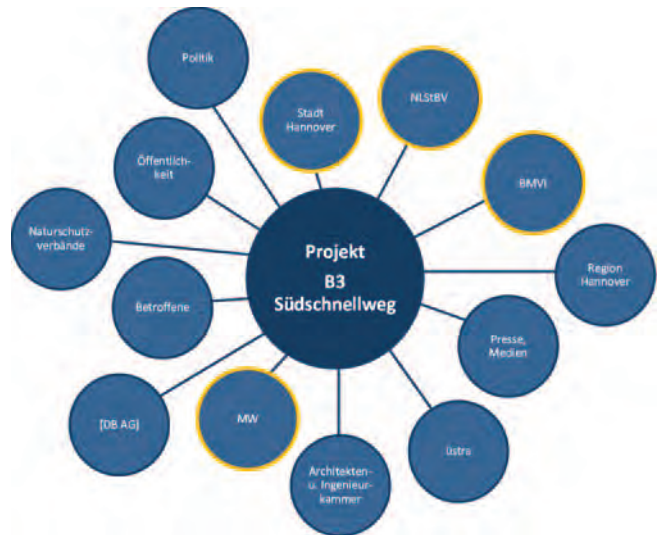 Politik
Stadt
Hannover
NLStBV
BMVI
Region
Hannover
Presse,
Medien
üstra
Architekten-
u. Ingenieur-
kammer
MW
[DB AG]
Betroffene
Naturschutz-
verbände
Öffentlich-
keit
Projekt
B3
Südschnellweg